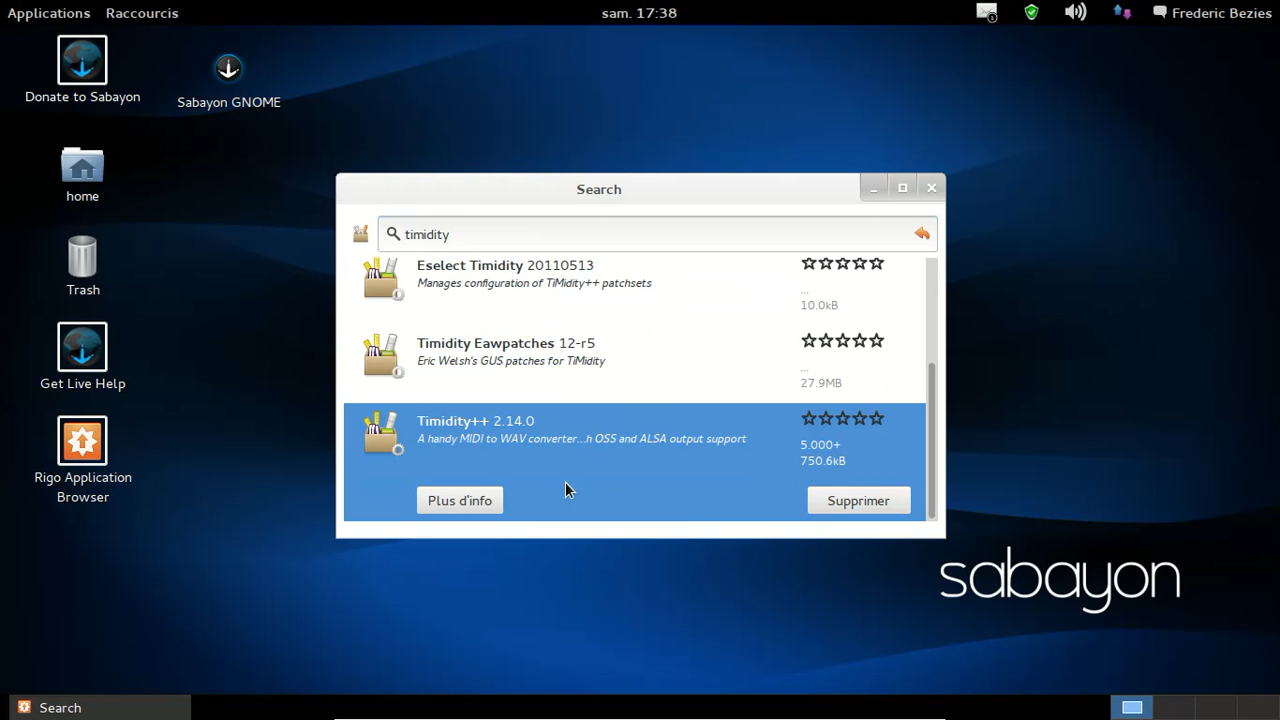 Applications Raccourcis sam. 17:38 Frederic Bezies
Donate to Sabayon
Sabayon GNOME
home
Trash
Get Live Help
Rigo Application
Browser
Search
timidity
Eselect Timidity 20110513
Manages configuration of TiMidity++ patchsets
...
10.0kB
Timidity Eawpatches 12-r5
Eric Welsh's GUS patches for TiMidity
...
27.9MB
Timidity++ 2.14.0
A handy MIDI to WAV converter...h OSS and ALSA output support
5.000+
750.6kB
Plus d'info Supprimer
sabayon
Search